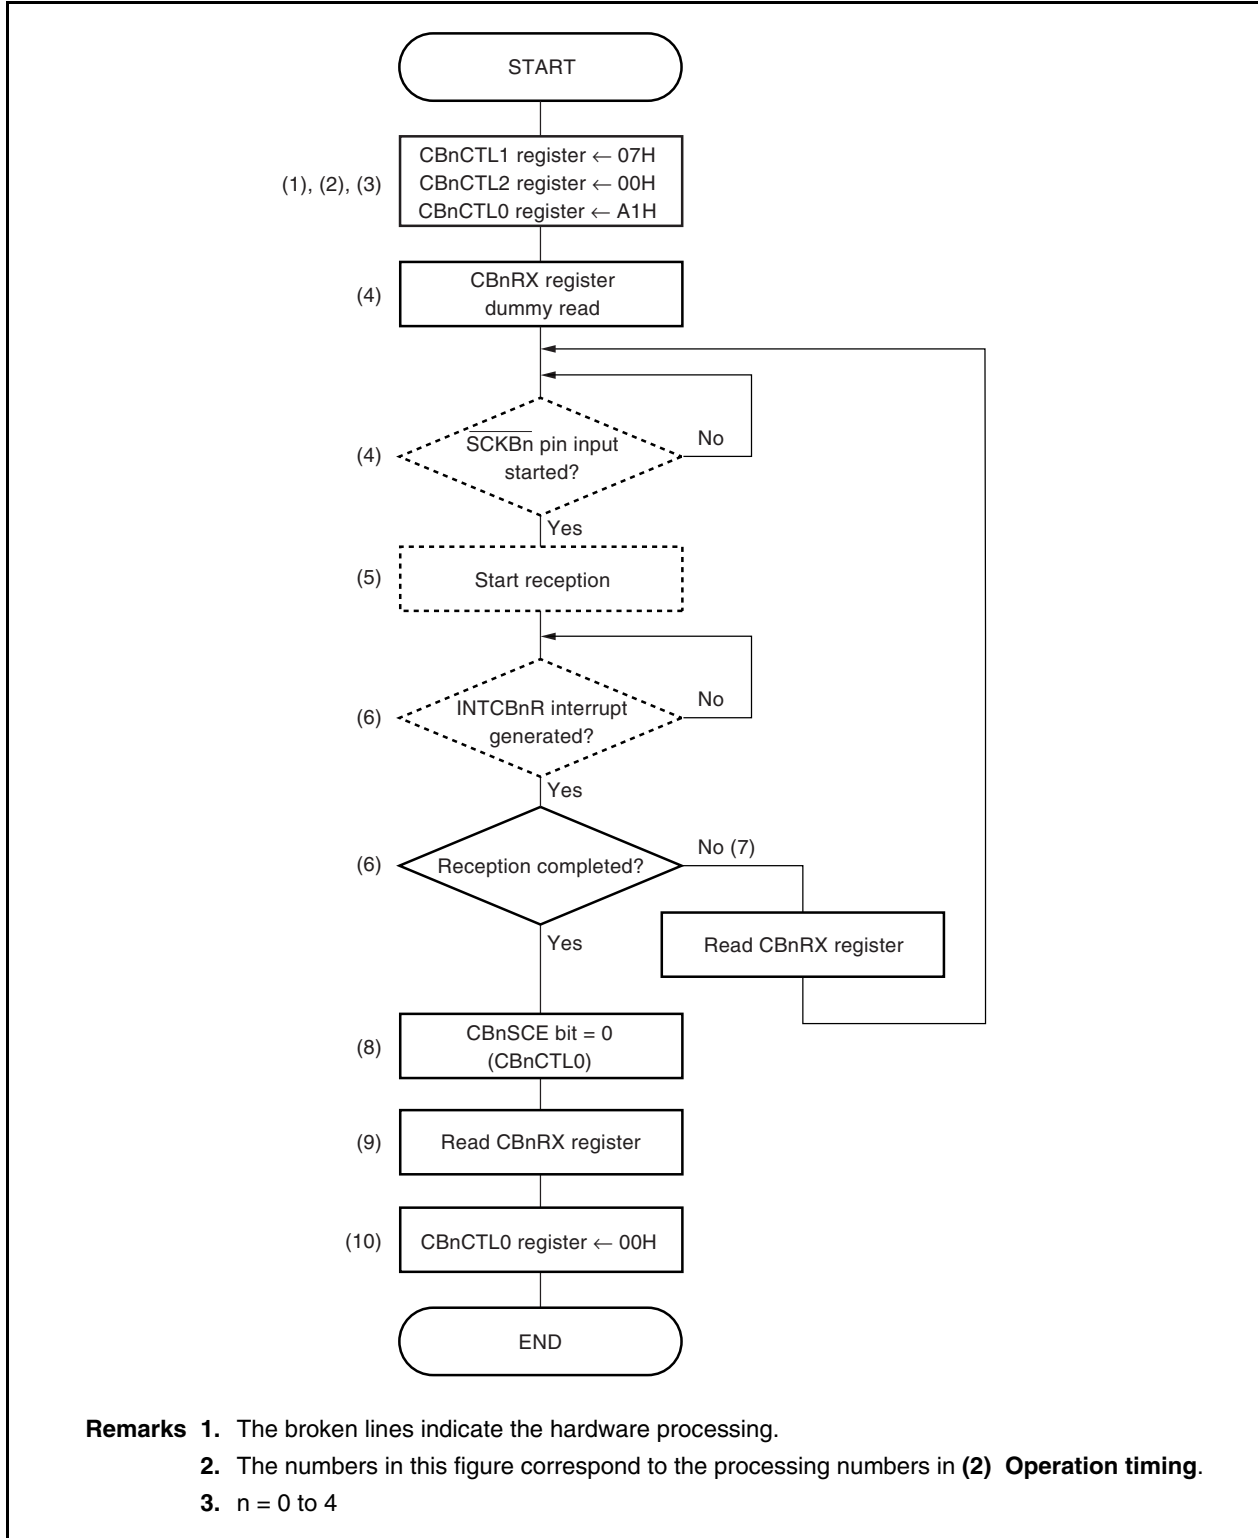 START
(1), (2), (3)
CBnCTL1 register ← 07H
CBnCTL2 register ← 00H
CBnCTL0 register ← A1H
(4)
CBnRX register
dummy read
(4)
SCKBn pin input
started?
No
Yes
(5)
Start reception
(6)
INTCBnR interrupt
generated?
No
Yes
(6)
Reception completed?
No (7)
Read CBnRX register
Yes
(8)
CBnSCE bit = 0
(CBnCTL0)
(9)
Read CBnRX register
(10)
CBnCTL0 register ← 00H
END
Remarks 1. The broken lines indicate the hardware processing.
2. The numbers in this figure correspond to the processing numbers in (2) Operation timing.
3. n = 0 to 4